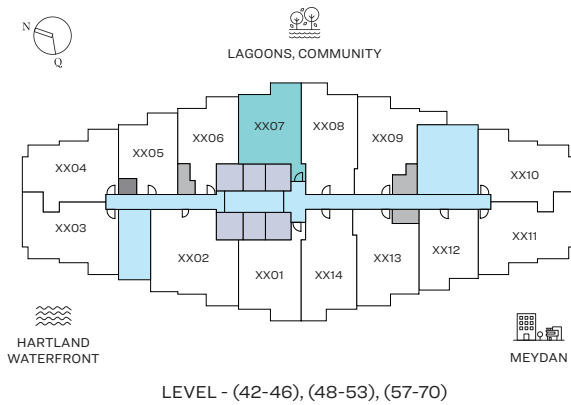 N
Q
LAGOONS, COMMUNITY
XX07
XX08
XX06
XX09
XX05
XX04
XX10
XX03
XX11
XX02
XX12
XX13
XX01
XX14
HARTLAND
WATERFRONT
MEYDAN
LEVEL - (42-46), (48-53), (57-70)